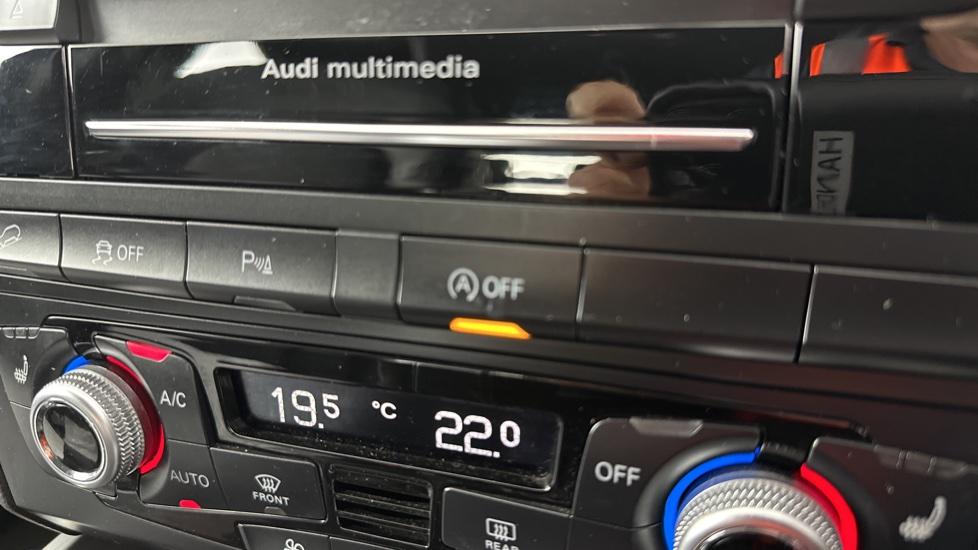 Audi multimedia
OFF
P
A OFF
A/C
19.5 °C 22.0
AUTO
FRONT
OFF
REAR